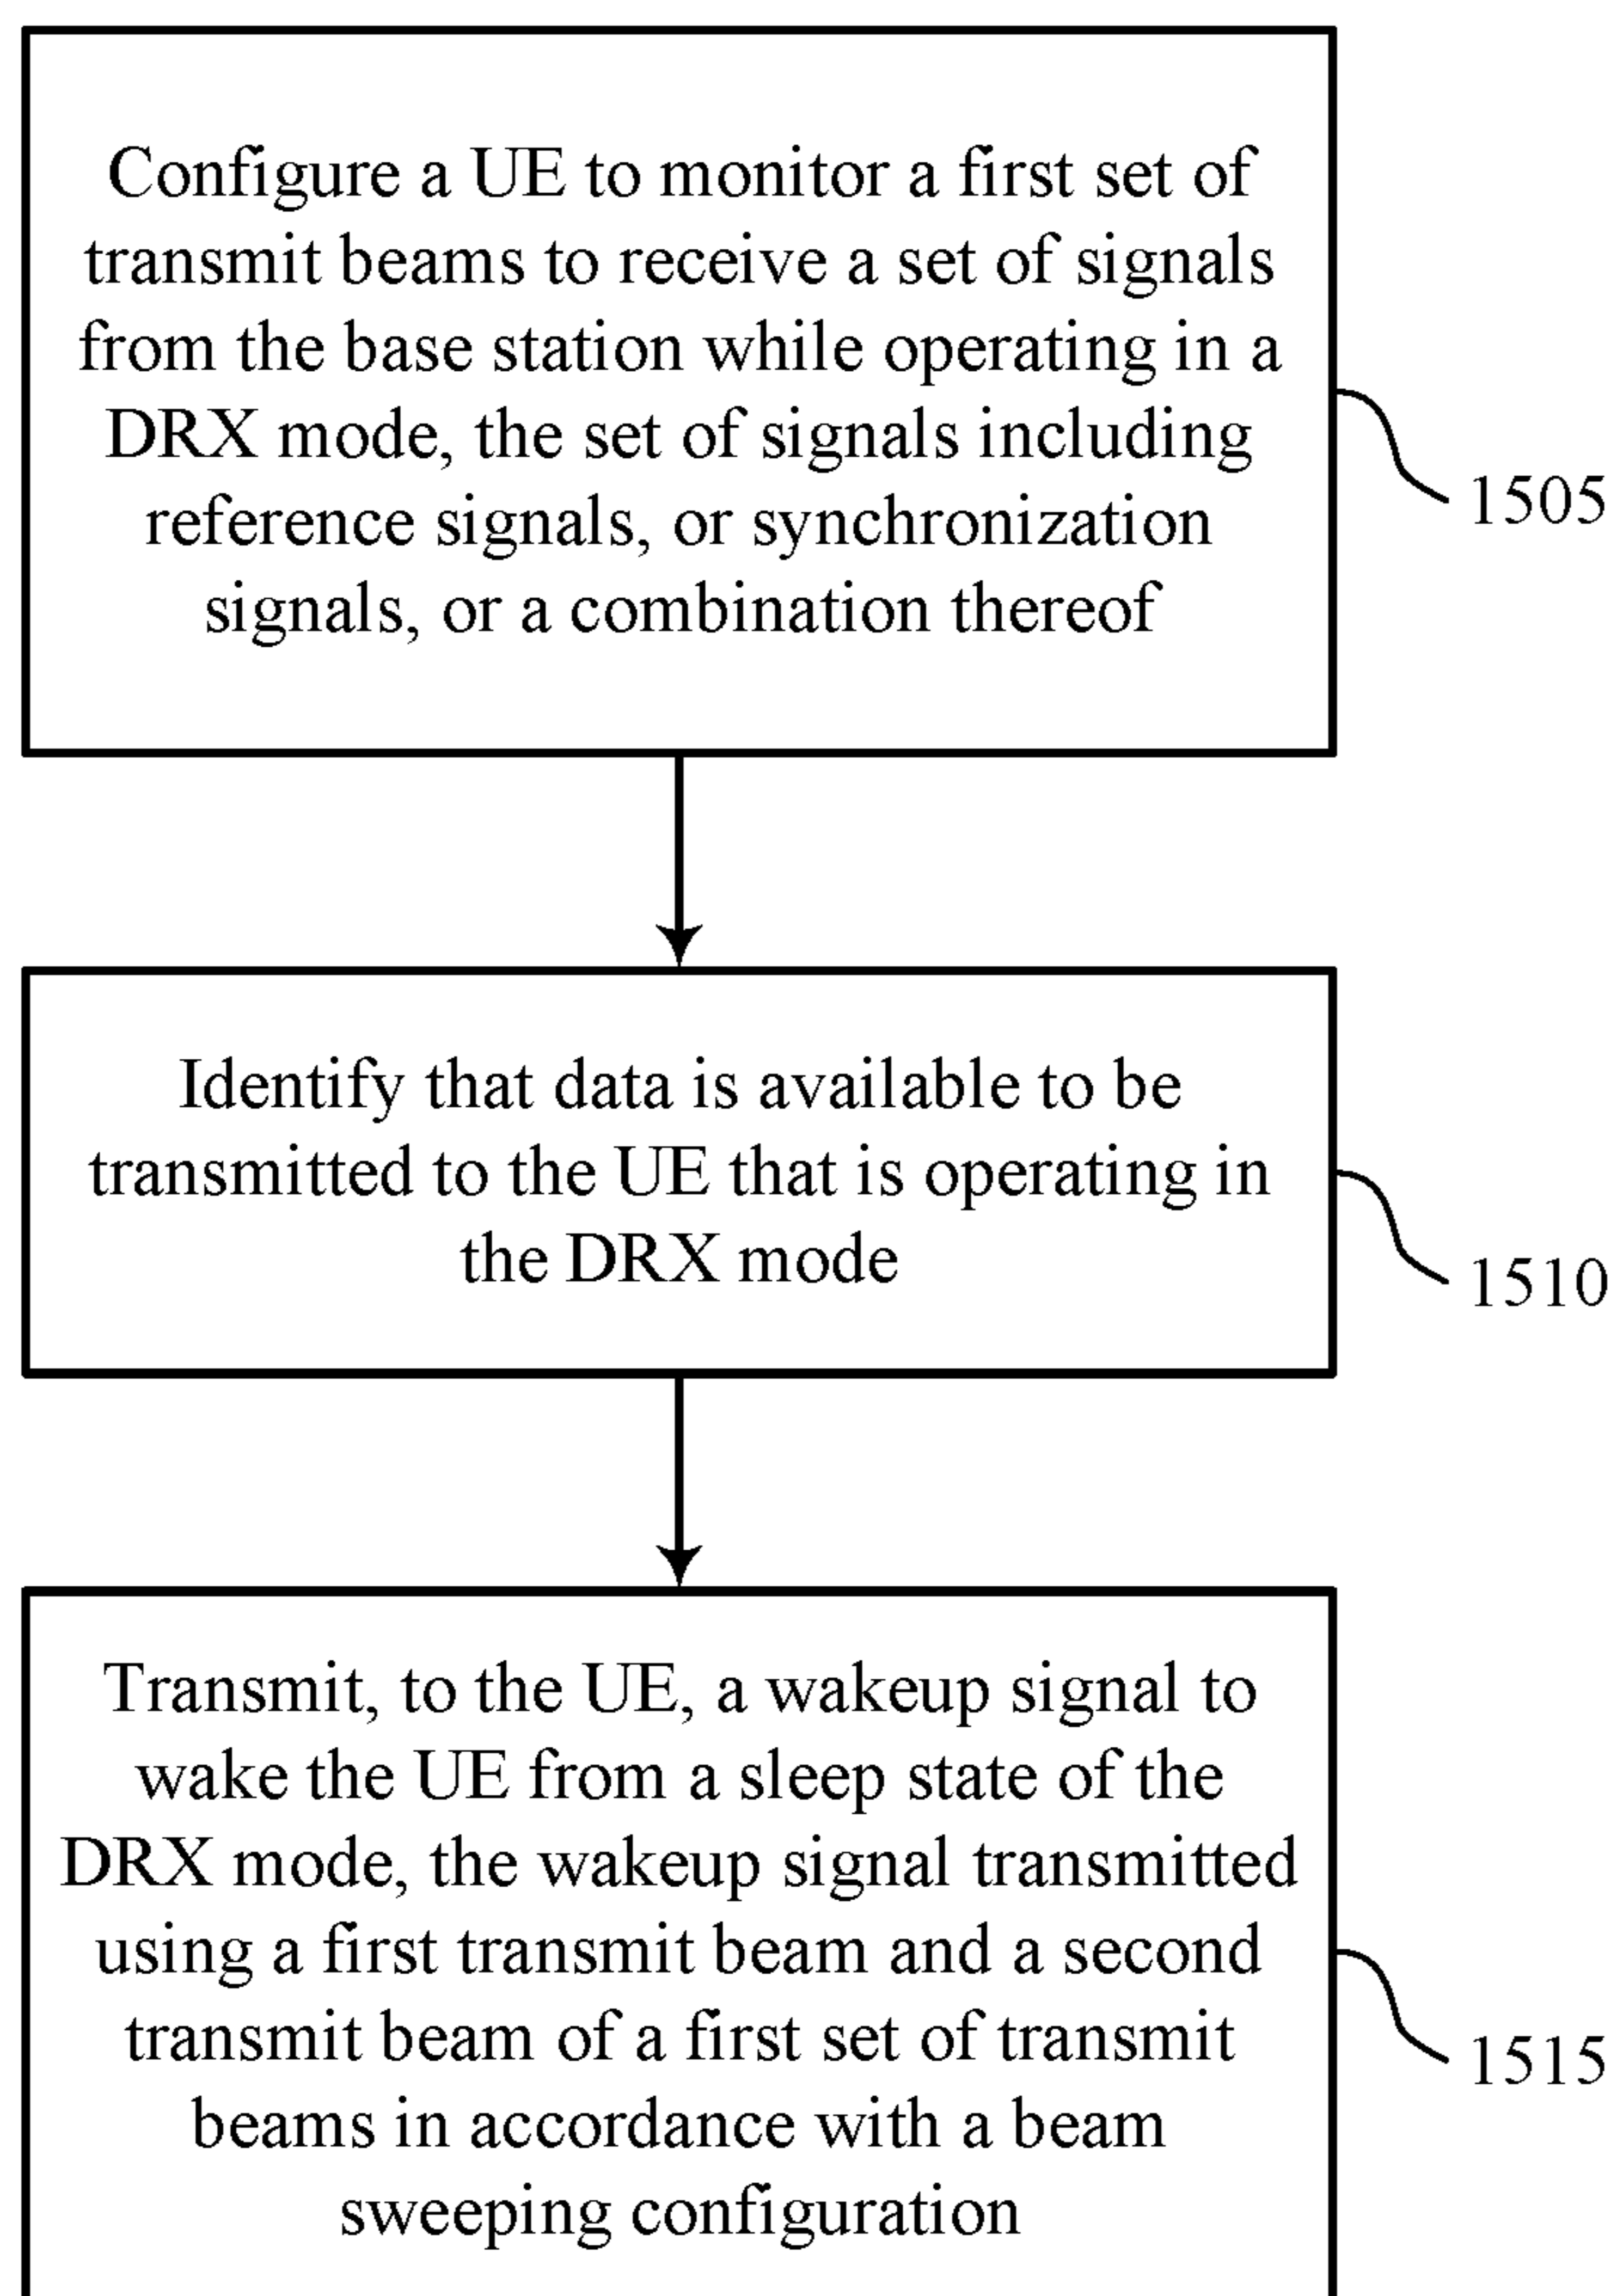 Configure a UE to monitor a first set of
transmit beams to receive a set of signals
from the base station while operating in a
DRX mode, the set of signals including
reference signals, or synchronization
signals, or a combination thereof
1505
Identify that data is available to be
transmitted to the UE that is operating in
the DRX mode
1510
Transmit, to the UE, a wakeup signal to
wake the UE from a sleep state of the
DRX mode, the wakeup signal transmitted
using a first transmit beam and a second
transmit beam of a first set of transmit
beams in accordance with a beam
sweeping configuration
1515